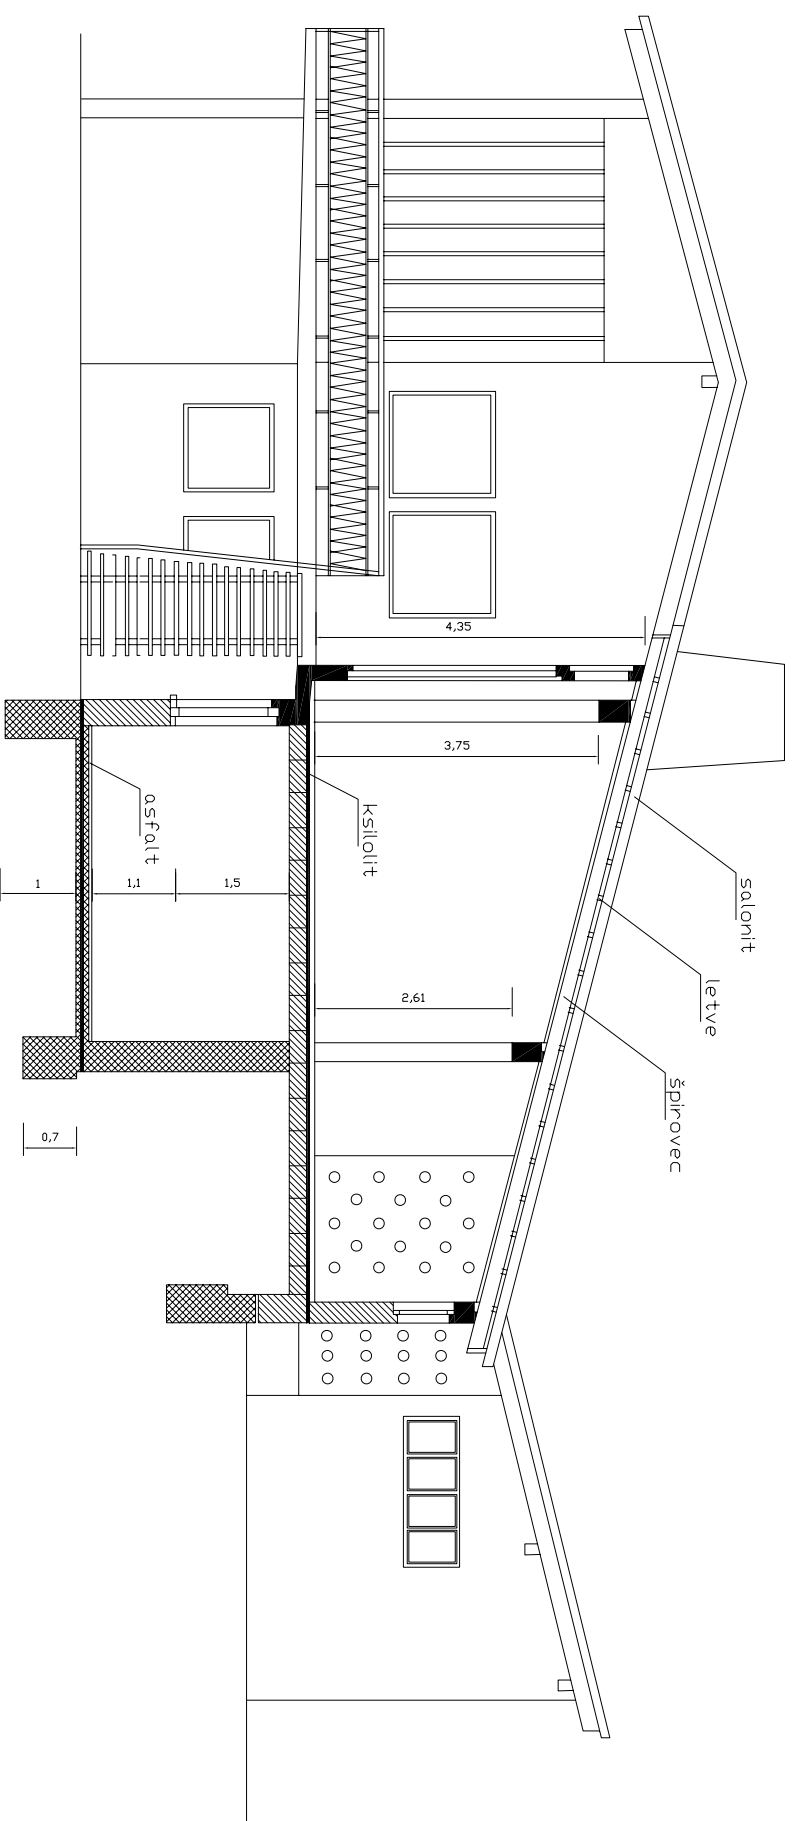 4,35
3,75
2,61
1
1,1
1,5
0,7
asfalt
ksilolit
salonit
letve
špirovec